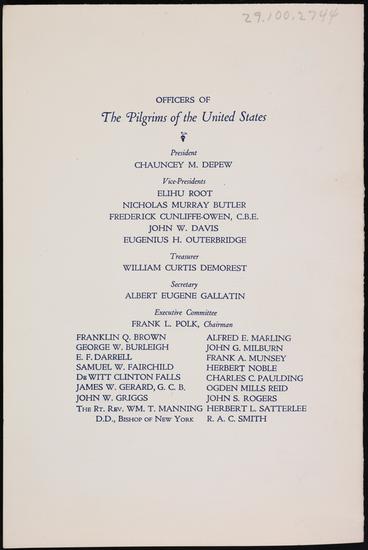 29.100.2744
OFFICERS OF
The Pilgrims of the United States
President
CHAUNCEY M. DEPEW
Vice-Presidents
ELIHU ROOT
NICHOLAS MURRAY BUTLER
FREDERICK CUNLIFFE-OWEN, C.B.E.
JOHN W. DAVIS
EUGENIUS H. OUTERBRIDGE
Treasurer
WILLIAM CURTIS DEMOREST
Secretary
ALBERT EUGENE GALLATIN
Executive Committee
FRANK L. POLK, Chairman
FRANKLIN Q. BROWN
GEORGE W. BURLEIGH
E. F. DARRELL
SAMUEL W. FAIRCHILD
DeWITT CLINTON FALLS
JAMES W. GERARD, G. C. B.
JOHN W. GRIGGS
The Rt. Rev. WM. T. MANNING
D.D., Bishop of New York
ALFRED E. MARLING
JOHN G. MILBURN
FRANK A. MUNSEY
HERBERT NOBLE
CHARLES C. PAULDING
OGDEN MILLS REID
JOHN S. ROGERS
HERBERT L. SATTERLEE
R. A. C. SMITH